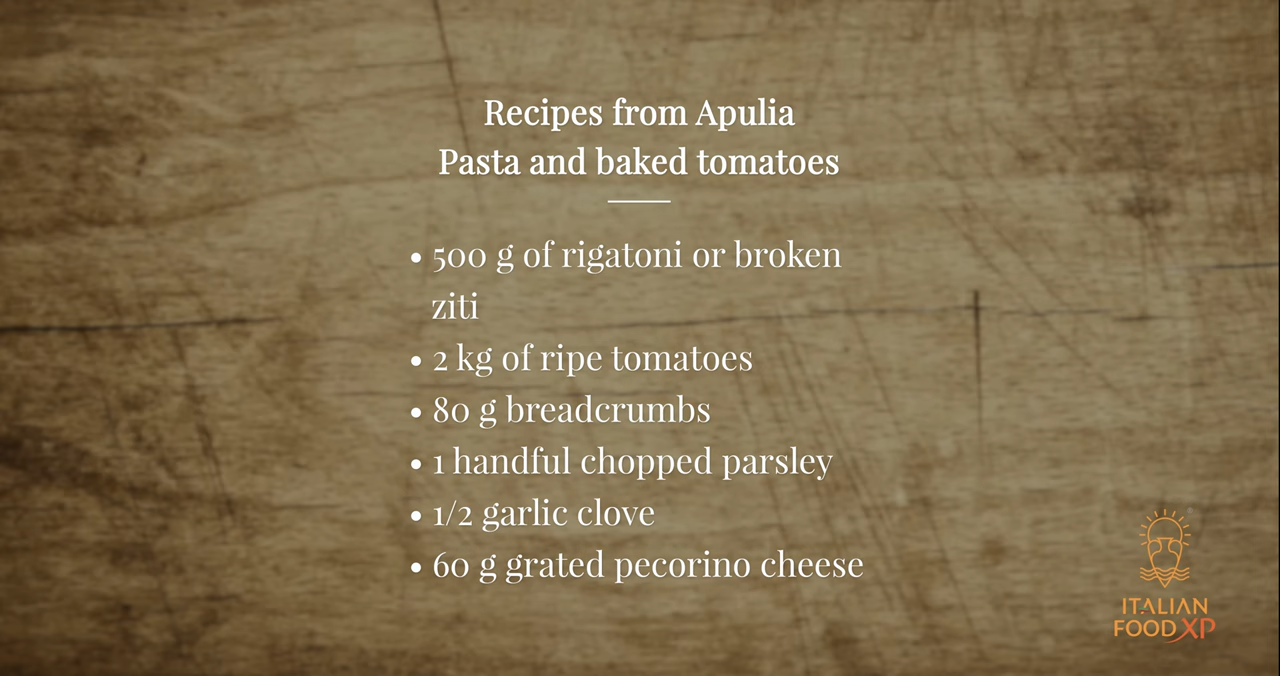 Recipes from Apulia
Pasta and baked tomatoes
• 500 g of rigatoni or broken
ziti
• 2 kg of ripe tomatoes
• 80 g breadcrumbs
• 1 handful chopped parsley
• 1/2 garlic clove
• 60 g grated pecorino cheese
ITALIAN
FOOD XP